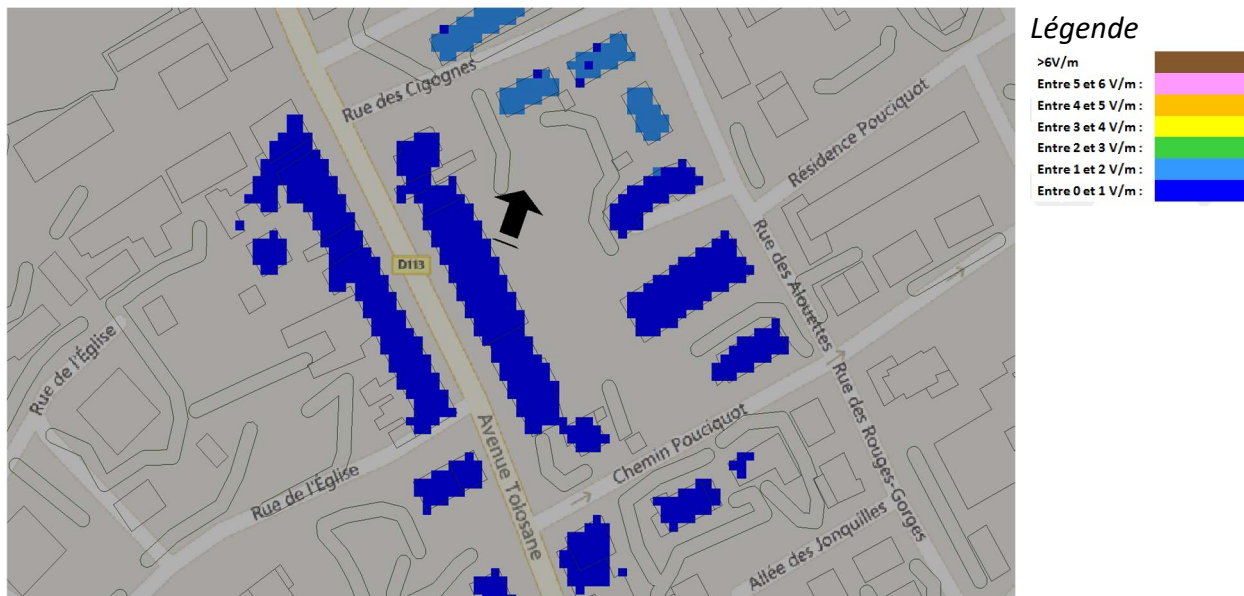 Légende
>6V/m
Entre 5 et 6 V/m :
Entre 4 et 5 V/m :
Entre 3 et 4 V/m :
Entre 2 et 3 V/m :
Entre 1 et 2 V/m :
Entre 0 et 1 V/m :
Rue des Cigognes
Résidence Pouciquot
D113
Rue des Alouettes
Rue de l'Église
Avenue Tolosane
Chemin Pouciquot
Rue des Rouges-Gorges
Rue de l'Église
Allée des Jonquilles